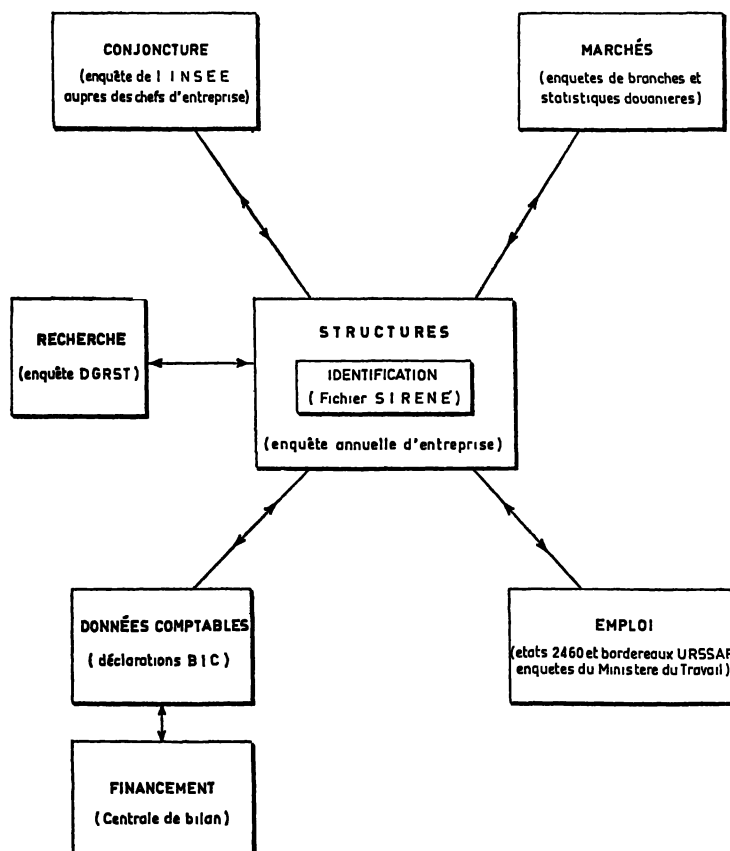 CONJONCTURE
(enquête de l INSEE
aupres des chefs d'entreprise)
MARCHÉS
(enquetes de branches et
statistiques douanieres)
RECHERCHE
(enquête DGRST)
STRUCTURES
IDENTIFICATION
(Fichier SIRENE)
(enquête annuelle d'entreprise)
DONNÉES COMPTABLES
(déclarations BIC)
EMPLOI
(etats 2460 et bordereaux URSSAF
enquetes du Ministere du Travail)
FINANCEMENT
(Centrale de bilan)